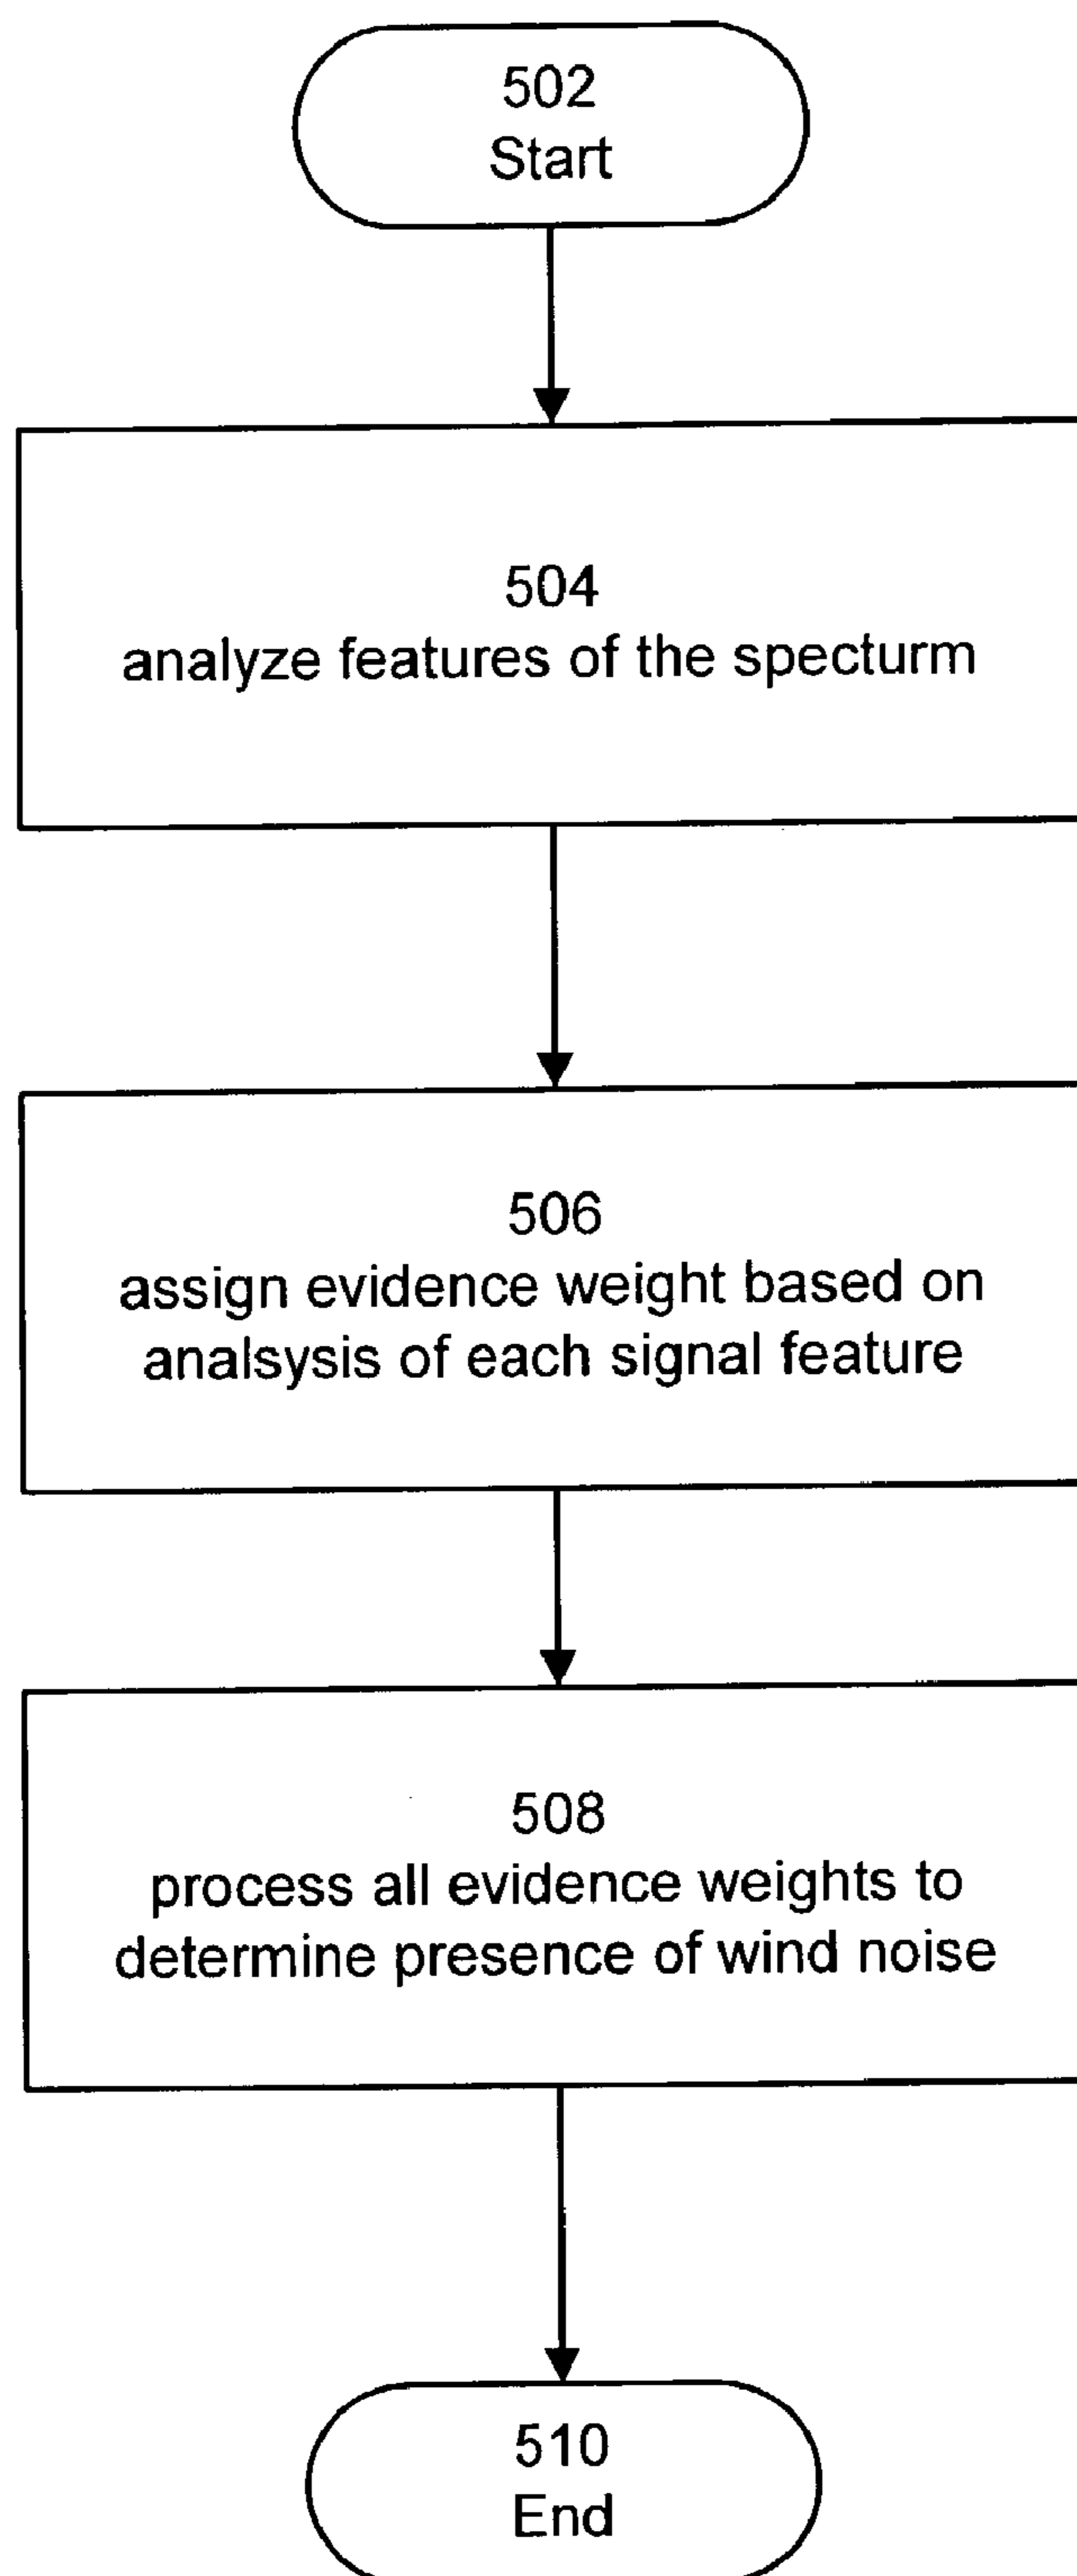 502
Start
504
analyze features of the specturm
506
assign evidence weight based on
analsysis of each signal feature
508
process all evidence weights to
determine presence of wind noise
510
End